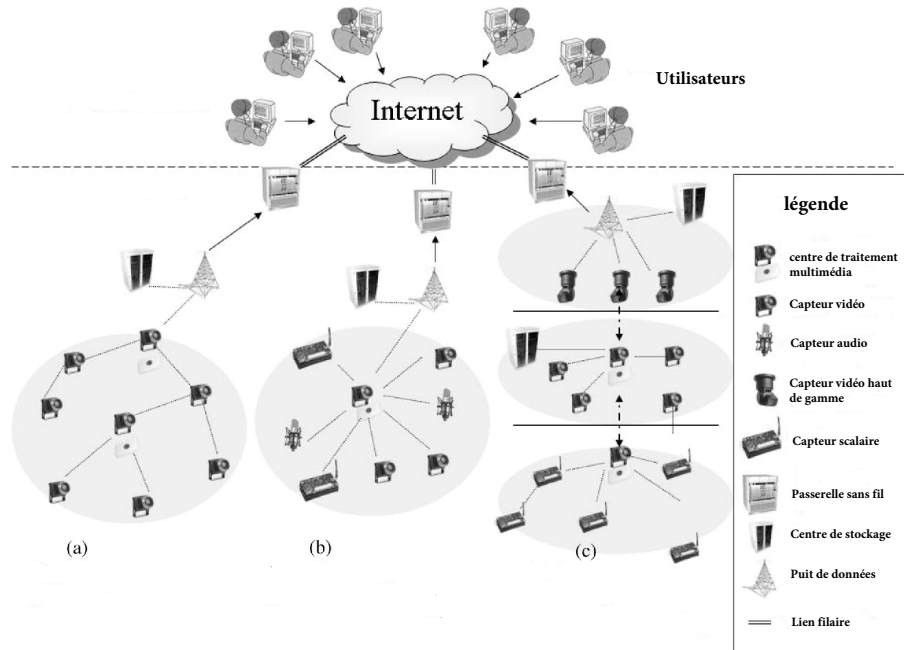 Utilisateurs
Internet
légende
centre de traitement
multimédia
Capteur vidéo
Capteur audio
Capteur vidéo haut
de gamme
Capteur scalaire
Passerelle sans fil
Centre de stockage
Puit de données
Lien filaire
(a)
(b)
(c)